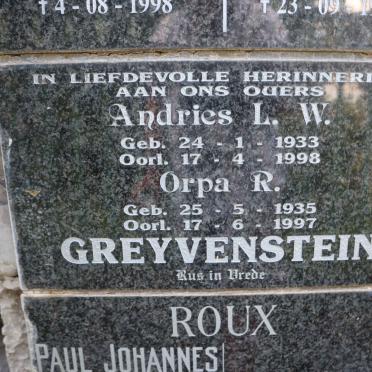 † 4 - 08 - 1998 † 23 - 09 -
IN LIEFDEVOLLE HERINNERI
AAN ONS OUERS
Andries L. W.
Geb. 24 - 1 - 1933
Oorl. 17 - 4 - 1998
Orpa R.
Geb. 25 - 5 - 1935
Oorl. 17 - 6 - 1997
GREYVENSTEIN
Rus in Vrede
ROUX
PAUL JOHANNES